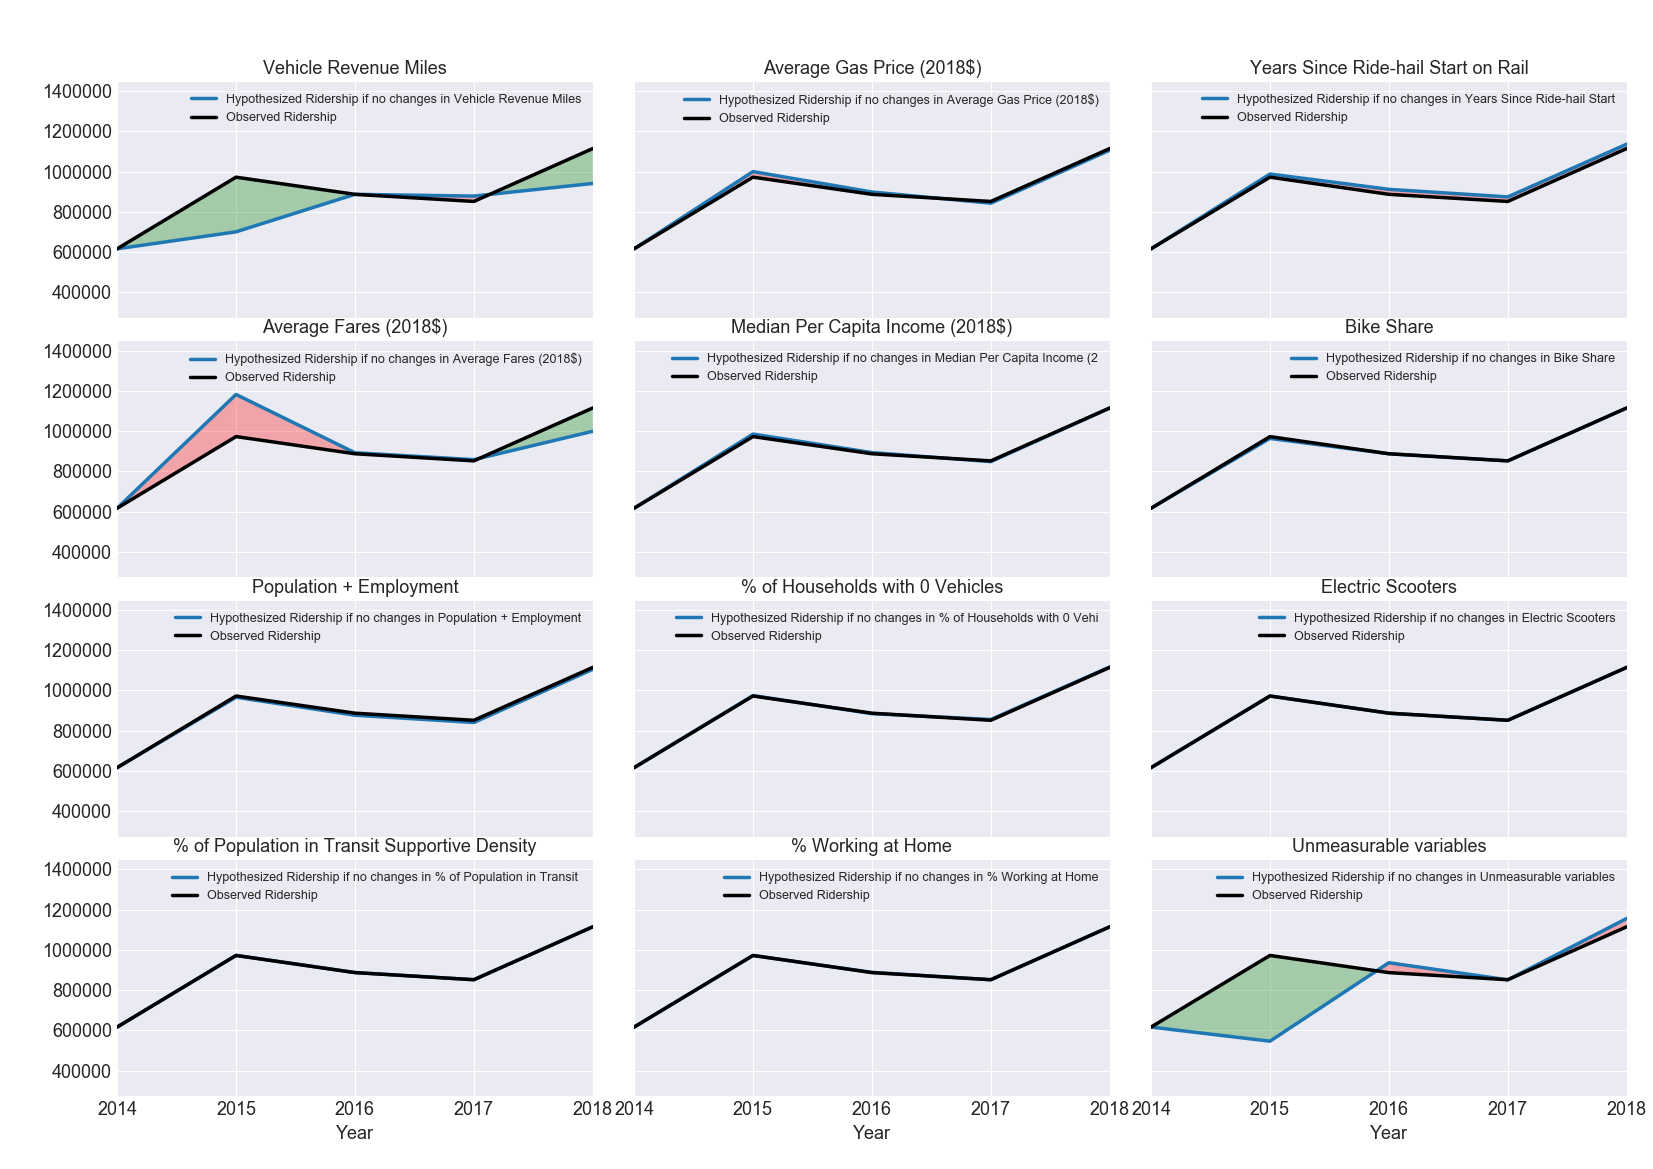 Vehicle Revenue Miles
1400000
1200000
1000000
800000
600000
400000
Hypothesized Ridership if no changes in Vehicle Revenue Miles
Observed Ridership
Average Gas Price (2018$)
Hypothesized Ridership if no changes in Average Gas Price (2018$)
Observed Ridership
Years Since Ride-hail Start on Rail
Hypothesized Ridership if no changes in Years Since Ride-hail Start
Observed Ridership
Average Fares (2018$)
1400000
1200000
1000000
800000
600000
400000
Hypothesized Ridership if no changes in Average Fares (2018$)
Observed Ridership
Median Per Capita Income (2018$)
Hypothesized Ridership if no changes in Median Per Capita Income (2
Observed Ridership
Bike Share
Hypothesized Ridership if no changes in Bike Share
Observed Ridership
Population + Employment
1400000
1200000
1000000
800000
600000
400000
Hypothesized Ridership if no changes in Population + Employment
Observed Ridership
% of Households with 0 Vehicles
Hypothesized Ridership if no changes in % of Households with 0 Vehi
Observed Ridership
Electric Scooters
Hypothesized Ridership if no changes in Electric Scooters
Observed Ridership
% of Population in Transit Supportive Density
1400000
1200000
1000000
800000
600000
400000
Hypothesized Ridership if no changes in % of Population in Transit
Observed Ridership
2014 2015 2016 2017 2018
Year
% Working at Home
Hypothesized Ridership if no changes in % Working at Home
Observed Ridership
2014 2015 2016 2017 2018
Year
Unmeasurable variables
Hypothesized Ridership if no changes in Unmeasurable variables
Observed Ridership
2014 2015 2016 2017 2018
Year